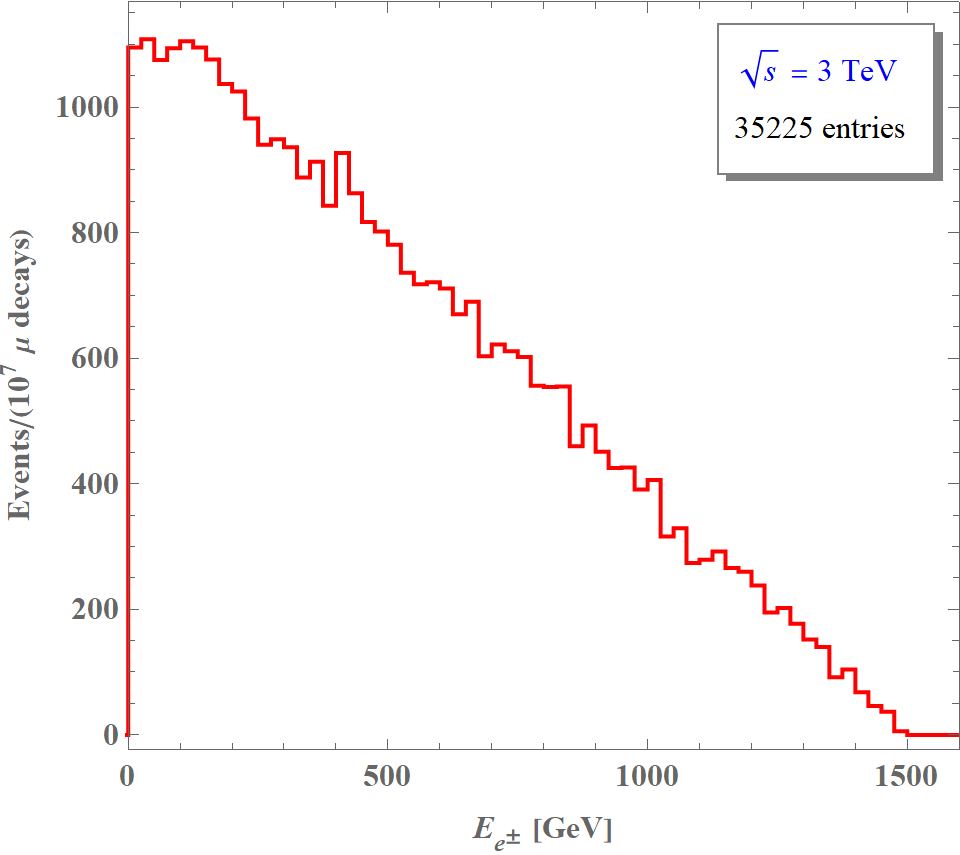 √s = 3 TeV
35225 entries
1000
800
600
400
200
0
Events/(10⁷ μ decays)
0 500 1000 1500
E_e± [GeV]